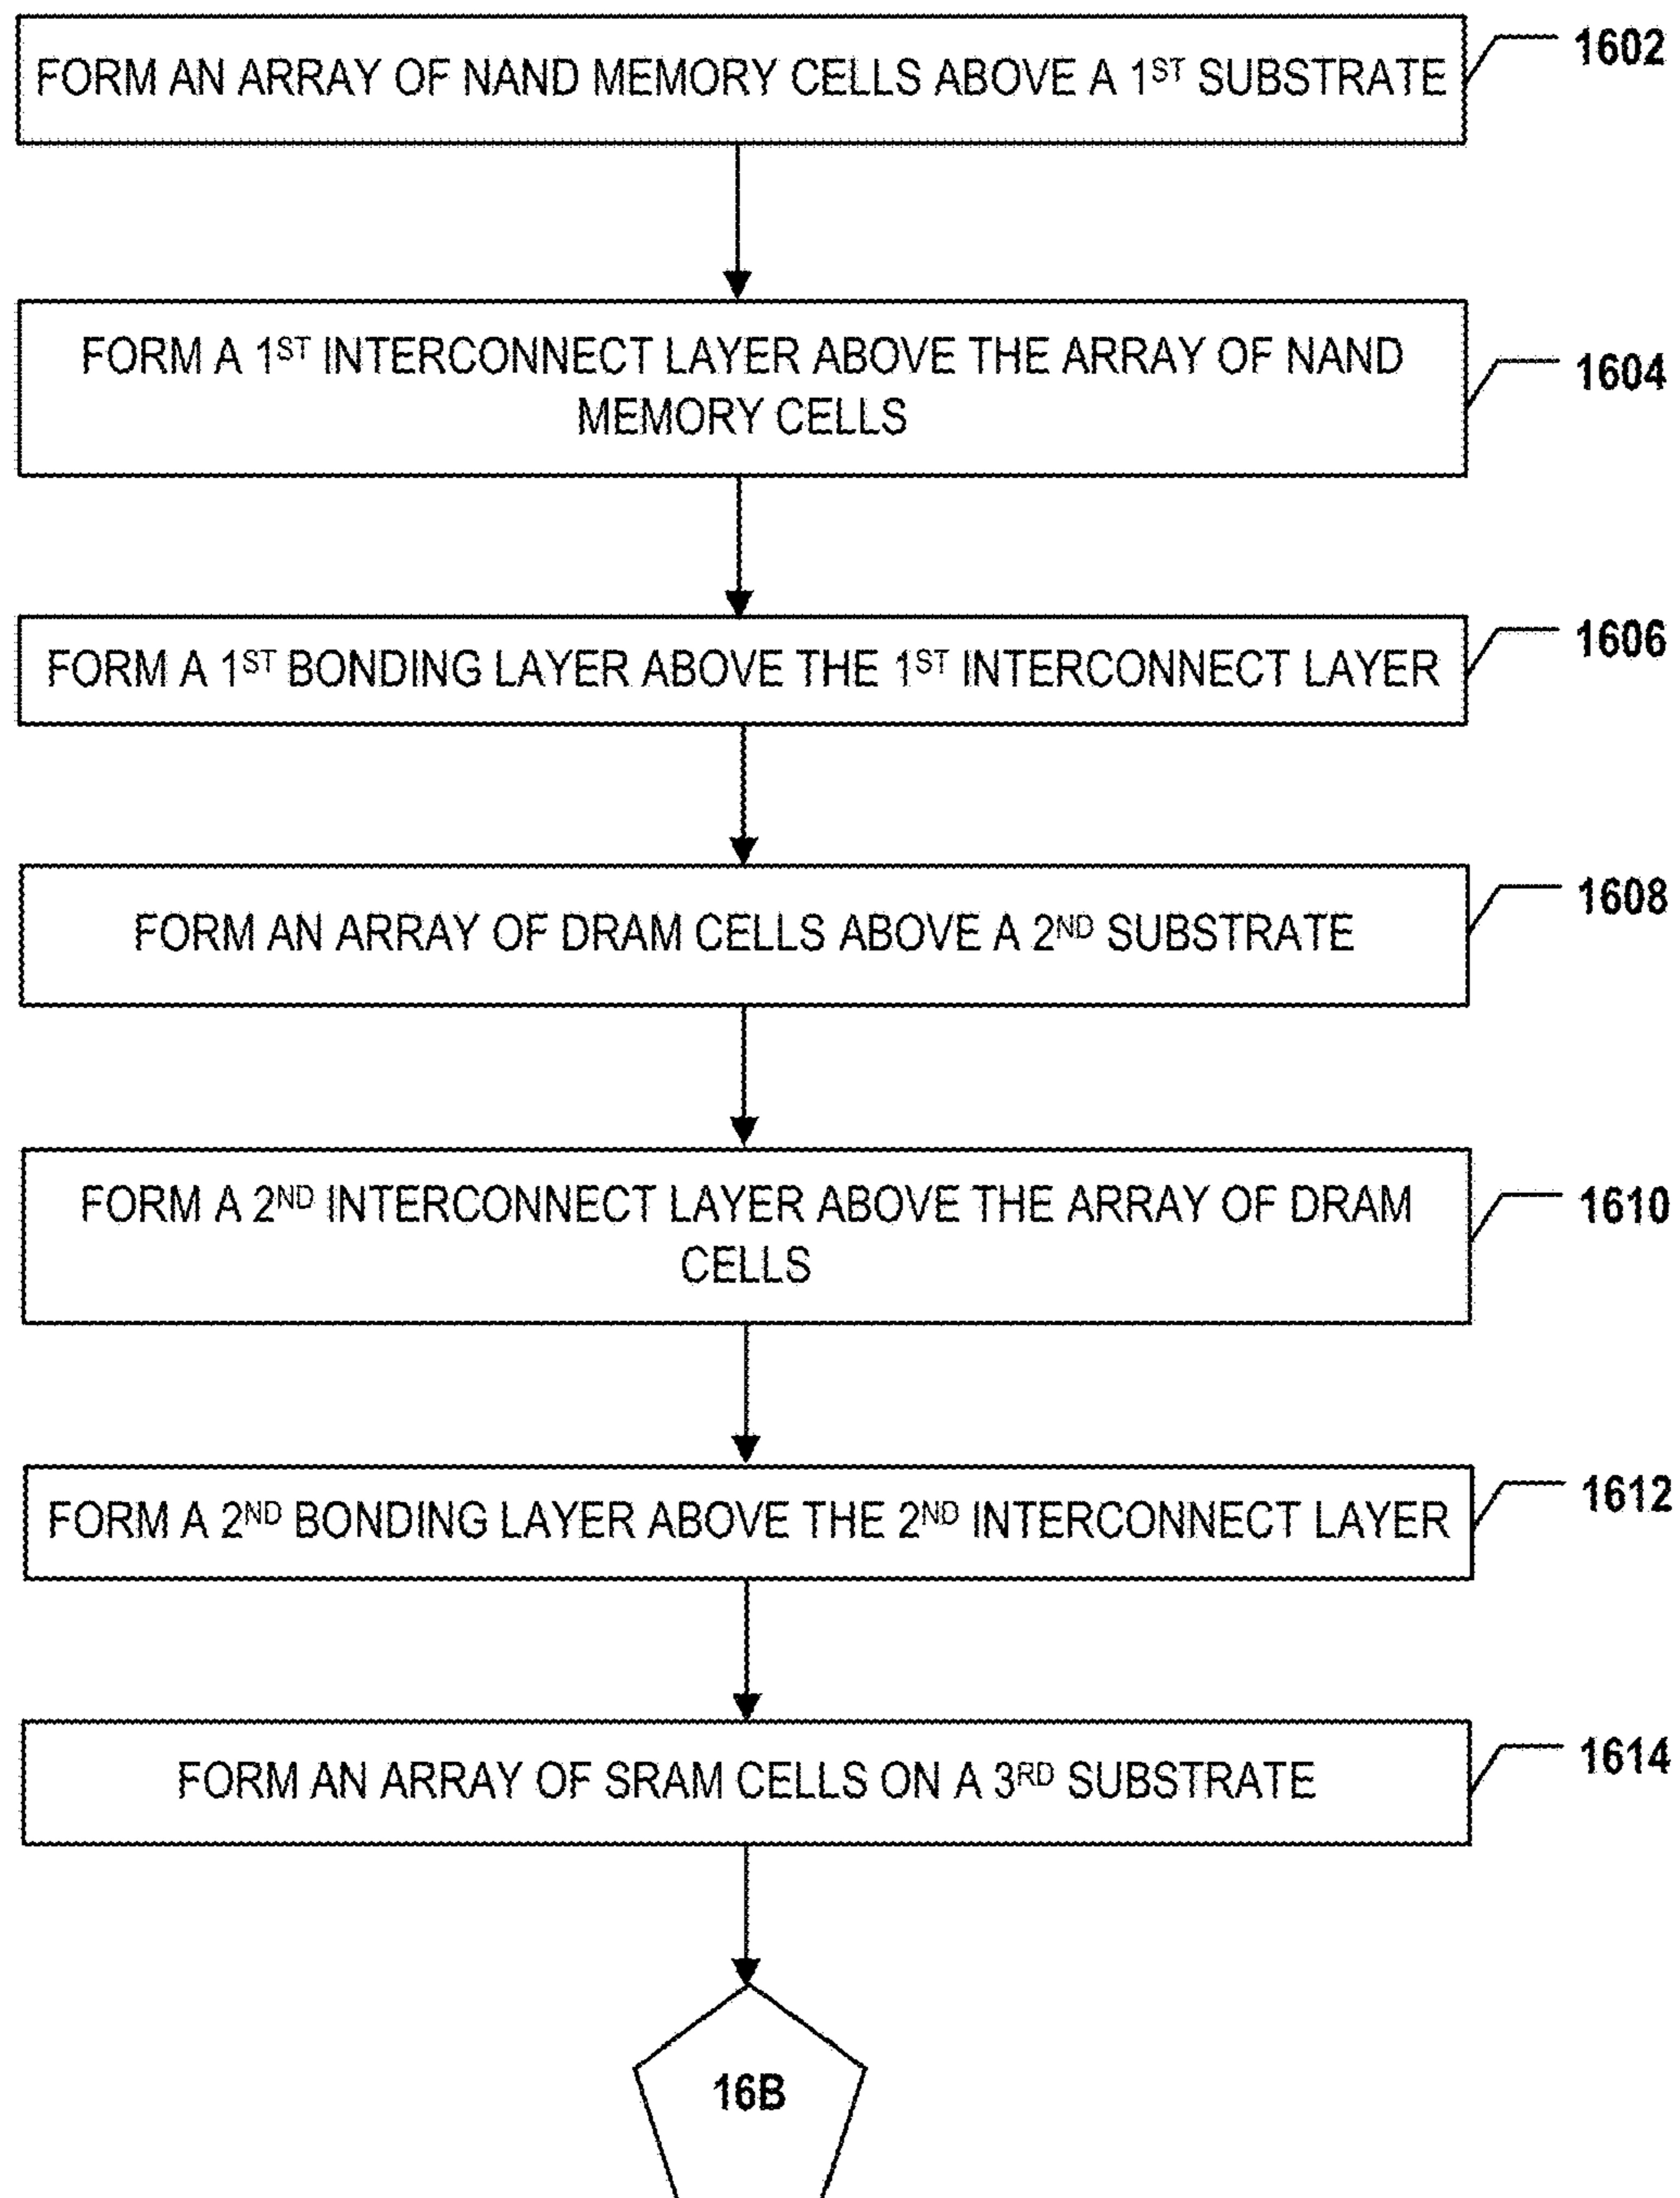 FORM AN ARRAY OF NAND MEMORY CELLS ABOVE A 1ST SUBSTRATE
1602
FORM A 1ST INTERCONNECT LAYER ABOVE THE ARRAY OF NAND
MEMORY CELLS
1604
FORM A 1ST BONDING LAYER ABOVE THE 1ST INTERCONNECT LAYER
1606
FORM AN ARRAY OF DRAM CELLS ABOVE A 2ND SUBSTRATE
1608
FORM A 2ND INTERCONNECT LAYER ABOVE THE ARRAY OF DRAM
CELLS
1610
FORM A 2ND BONDING LAYER ABOVE THE 2ND INTERCONNECT LAYER
1612
FORM AN ARRAY OF SRAM CELLS ON A 3RD SUBSTRATE
1614
16B